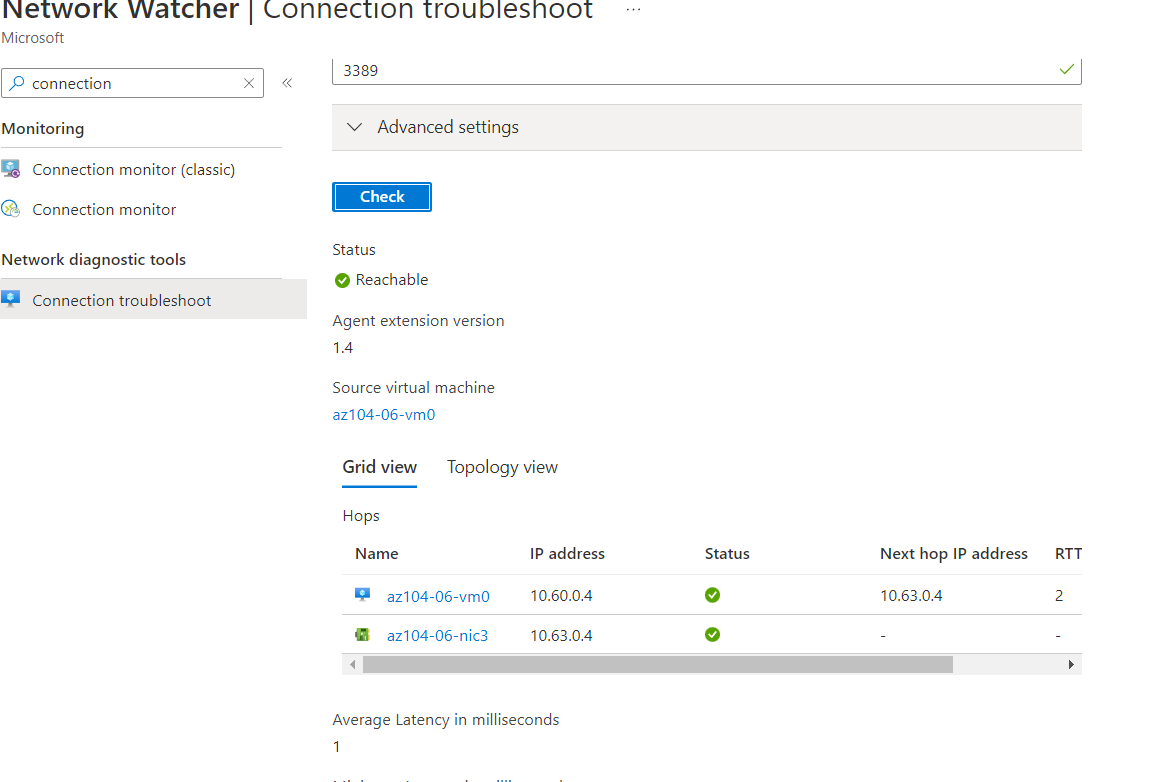 Network Watcher | Connection troubleshoot ...
Microsoft
connection
Monitoring
Connection monitor (classic)
Connection monitor
Network diagnostic tools
Connection troubleshoot
3389
Advanced settings
Check
Status
Reachable
Agent extension version
1.4
Source virtual machine
az104-06-vm0
Grid view Topology view
Hops
Name IP address Status Next hop IP address RTT
az104-06-vm0 10.60.0.4 10.63.0.4 2
az104-06-nic3 10.63.0.4 - -
Average Latency in milliseconds
1